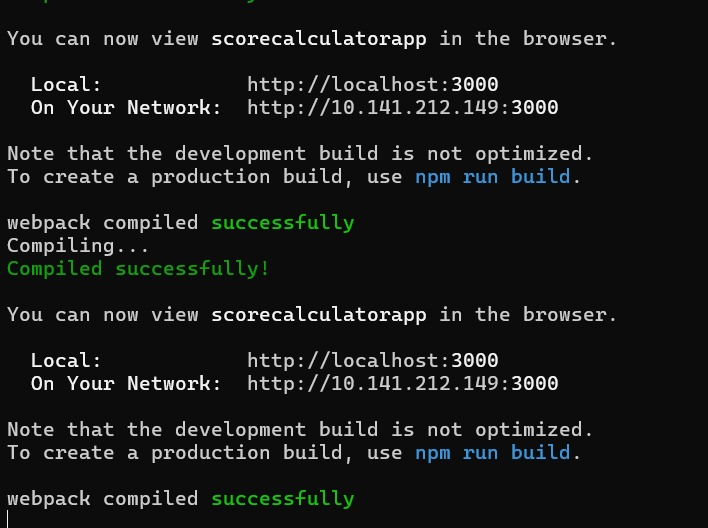 You can now view scorecalculatorapp in the browser.
Local: http://localhost:3000
On Your Network: http://10.141.212.149:3000
Note that the development build is not optimized.
To create a production build, use npm run build.
webpack compiled successfully
Compiling...
Compiled successfully!
You can now view scorecalculatorapp in the browser.
Local: http://localhost:3000
On Your Network: http://10.141.212.149:3000
Note that the development build is not optimized.
To create a production build, use npm run build.
webpack compiled successfully